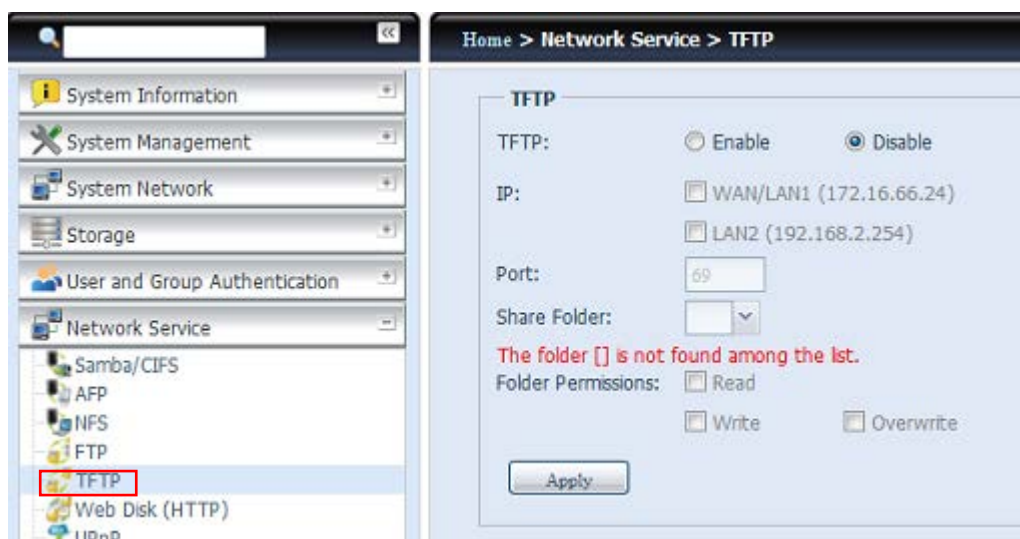 System Information
System Management
System Network
Storage
User and Group Authentication
Network Service
Samba/CIFS
AFP
NFS
FTP
TFTP
Web Disk (HTTP)
UPnP
Home > Network Service > TFTP
TFTP
TFTP: Enable Disable
IP: WAN/LAN1 (172.16.66.24)
LAN2 (192.168.2.254)
Port: 69
Share Folder:
The folder [] is not found among the list.
Folder Permissions: Read
Write Overwrite
Apply